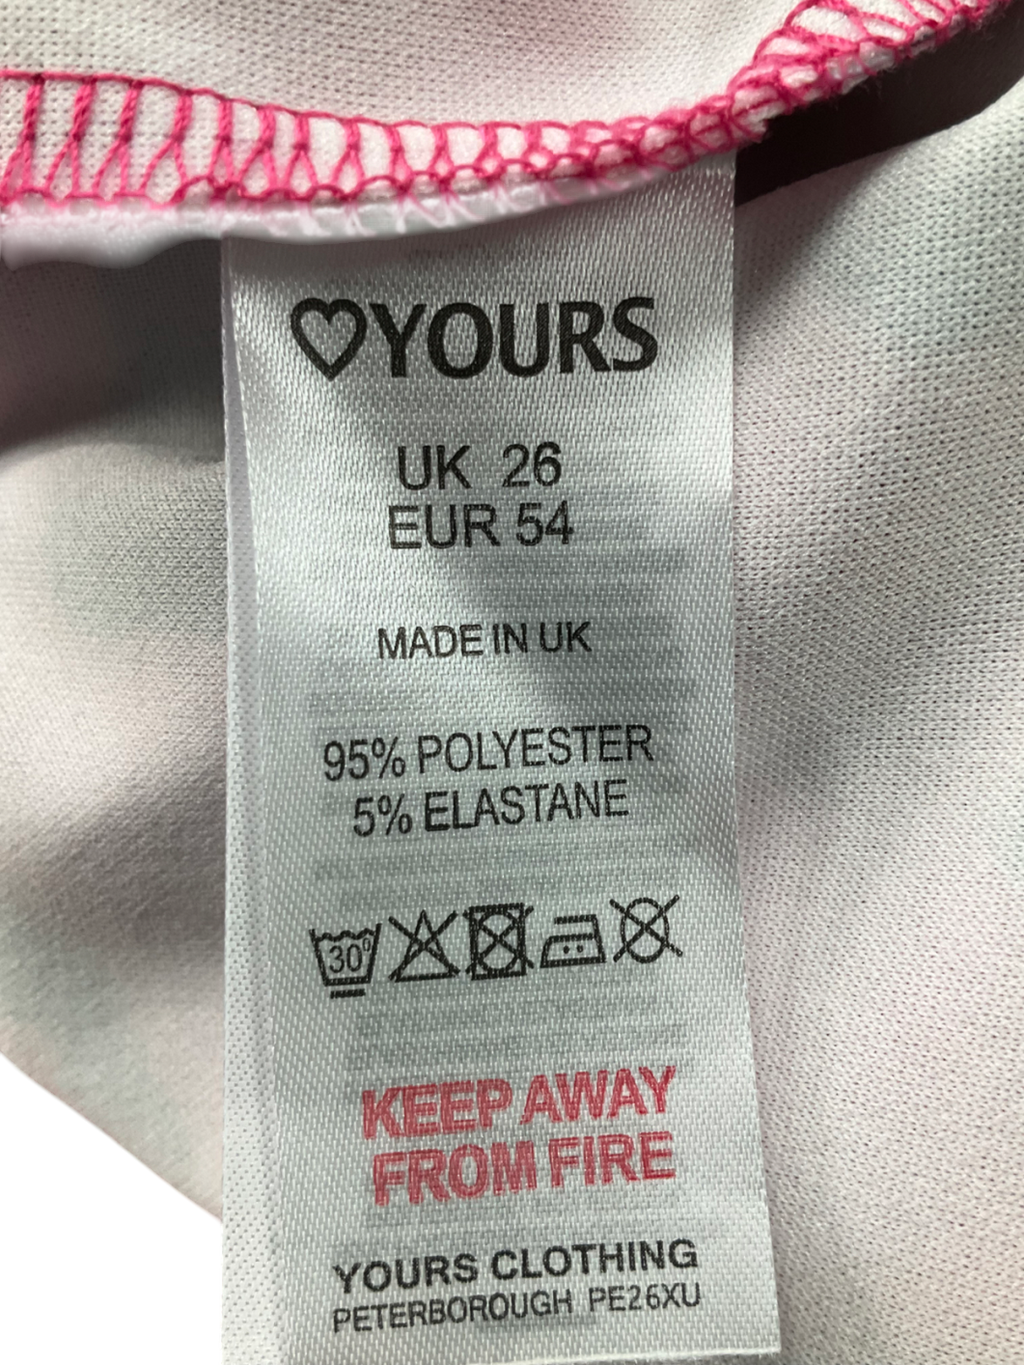 ♡YOURS
UK 26
EUR 54
MADE IN UK
95% POLYESTER
5% ELASTANE
30°
KEEP AWAY
FROM FIRE
YOURS CLOTHING
PETERBOROUGH PE26XU